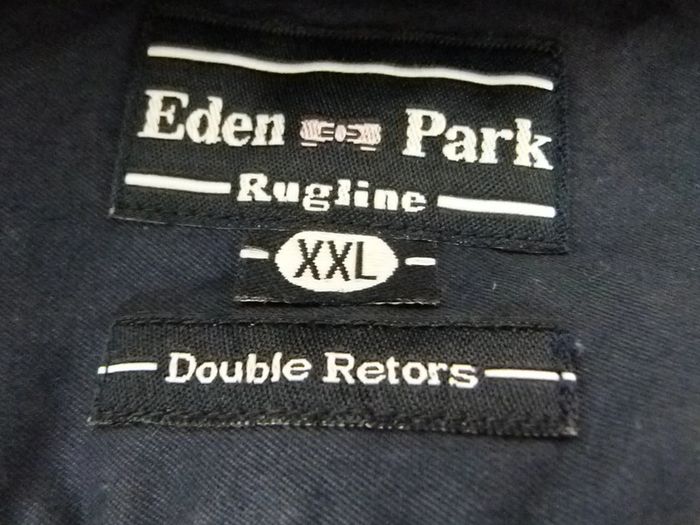 Eden Park
Rugline
XXL
Double Retors